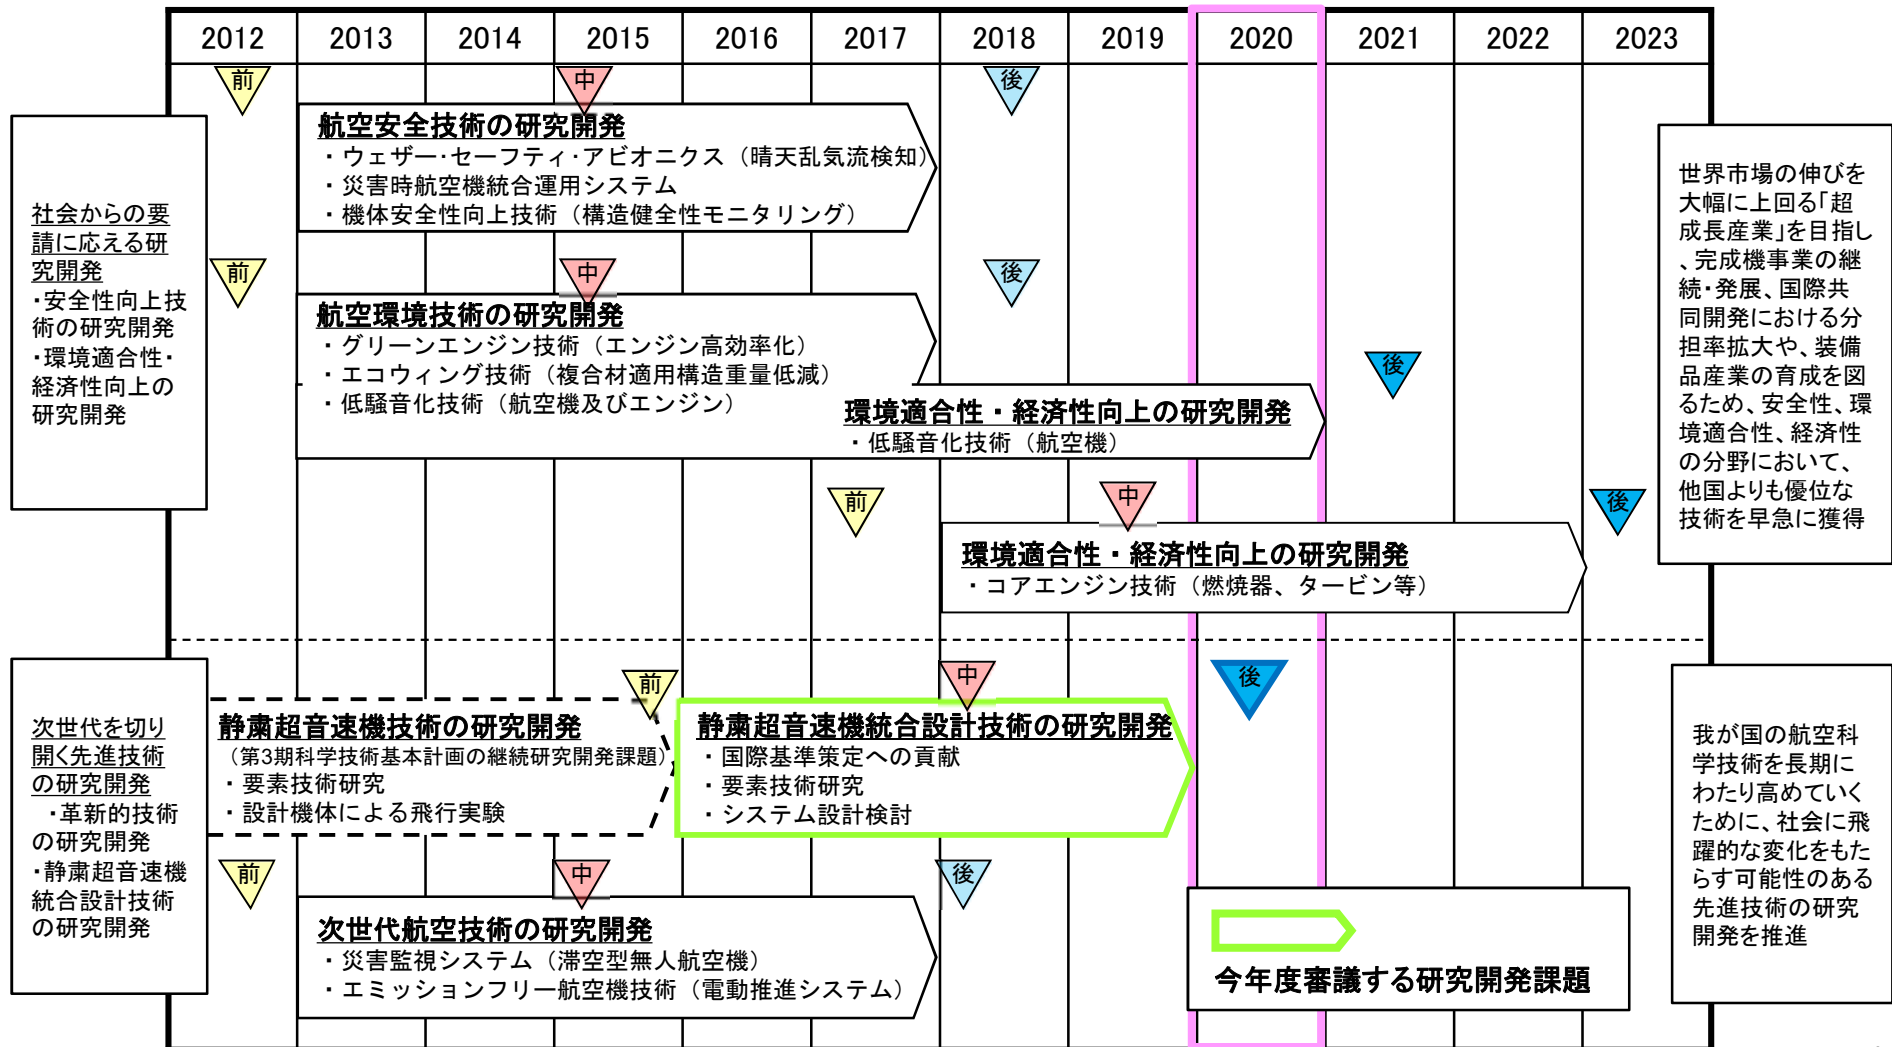 2012 2013 2014 2015 2016 2017 2018 2019 2020 2021 2022 2023
社会からの要
請に応える研
究開発
・安全性向上技
術の研究開発
・環境適合性・
経済性向上の
研究開発
前 中 後
航空安全技術の研究開発
・ウェザー・セーフティ・アビオニクス（晴天乱気流検知）
・災害時航空機統合運用システム
・機体安全性向上技術（構造健全性モニタリング）
前 中 後
航空環境技術の研究開発
・グリーンエンジン技術（エンジン高効率化）
・エコウィング技術（複合材適用構造重量低減）
・低騒音化技術（航空機及びエンジン）
後
環境適合性・経済性向上の研究開発
・低騒音化技術（航空機）
前 中 後
環境適合性・経済性向上の研究開発
・コアエンジン技術（燃焼器、タービン等）
世界市場の伸びを
大幅に上回る「超
成長産業」を目指し
、完成機事業の継
続・発展、国際共
同開発における分
担率拡大や、装備
品産業の育成を図
るため、安全性、環
境適合性、経済性
の分野において、
他国よりも優位な
技術を早急に獲得
次世代を切り
開く先進技術
の研究開発
・革新的技術
の研究開発
・静粛超音速機
統合設計技術
の研究開発
前 中 後
静粛超音速機技術の研究開発
（第3期科学技術基本計画の継続研究開発課題）
・要素技術研究
・設計機体による飛行実験
静粛超音速機統合設計技術の研究開発
・国際基準策定への貢献
・要素技術研究
・システム設計検討
前 中 後
次世代航空技術の研究開発
・災害監視システム（滞空型無人航空機）
・エミッションフリー航空機技術（電動推進システム）
今年度審議する研究開発課題
我が国の航空科
学技術を長期に
わたり高めていく
ために、社会に飛
躍的な変化をもた
らす可能性のある
先進技術の研究
開発を推進